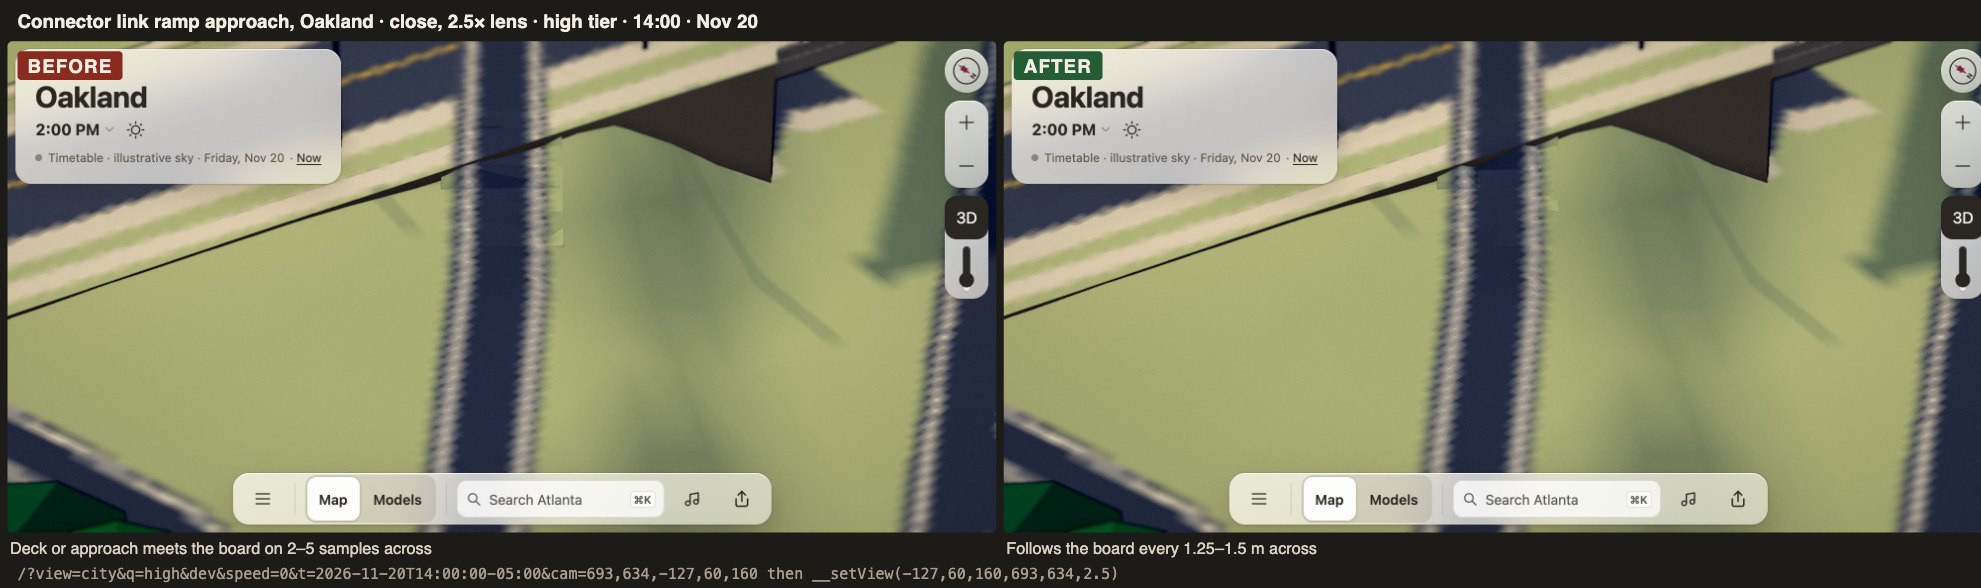 Connector link ramp approach, Oakland · close, 2.5× lens · high tier · 14:00 · Nov 20
BEFORE
Oakland
2:00 PM
Timetable · illustrative sky · Friday, Nov 20 · Now
N
+
−
3D
Map Models Search Atlanta ⌘K
AFTER
Oakland
2:00 PM
Timetable · illustrative sky · Friday, Nov 20 · Now
N
+
−
3D
Map Models Search Atlanta ⌘K
Deck or approach meets the board on 2–5 samples across
Follows the board every 1.25–1.5 m across
/?view=city&q=high&dev&speed=0&t=2026-11-20T14:00:00-05:00&cam=693,634,-127,60,160 then __setView(-127,60,160,693,634,2.5)